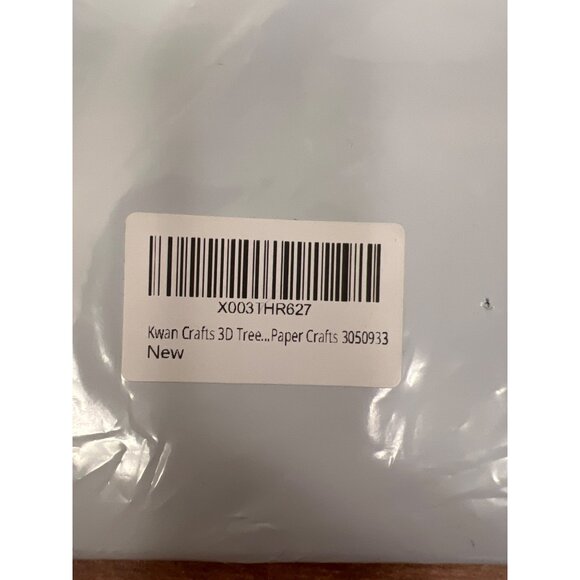 X003THR627
Kwan Crafts 3D Tree...Paper Crafts 3050933
New